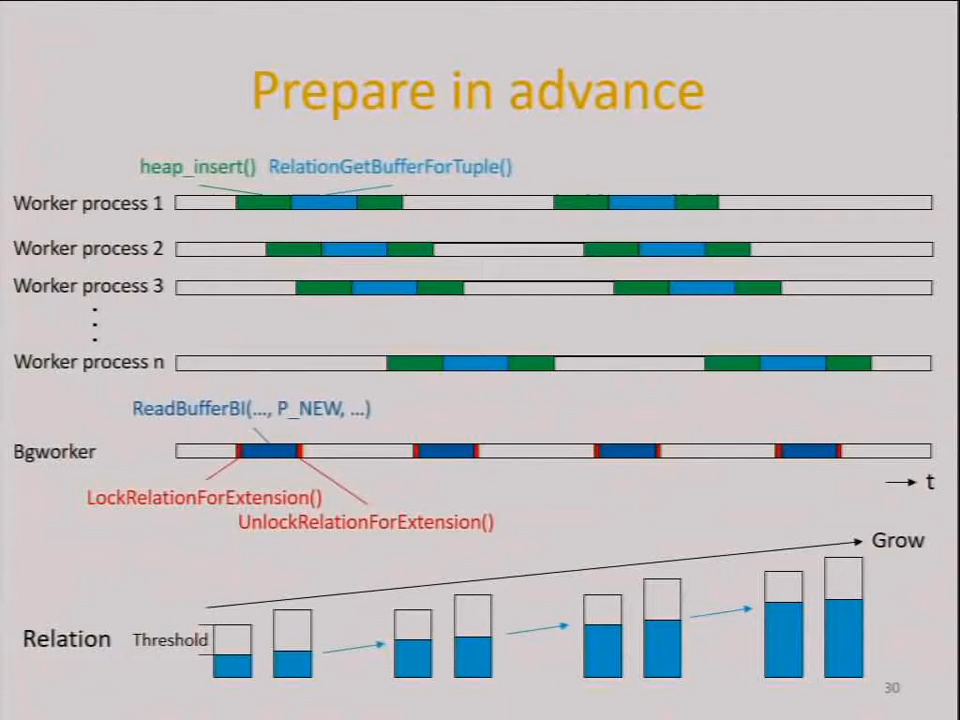 Prepare in advance
heap_insert() RelationGetBufferForTuple()
Worker process 1
Worker process 2
Worker process 3
Worker process n
ReadBufferBI(..., P_NEW, ...)
Bgworker
t
LockRelationForExtension()
UnlockRelationForExtension()
Grow
Relation
Threshold
30